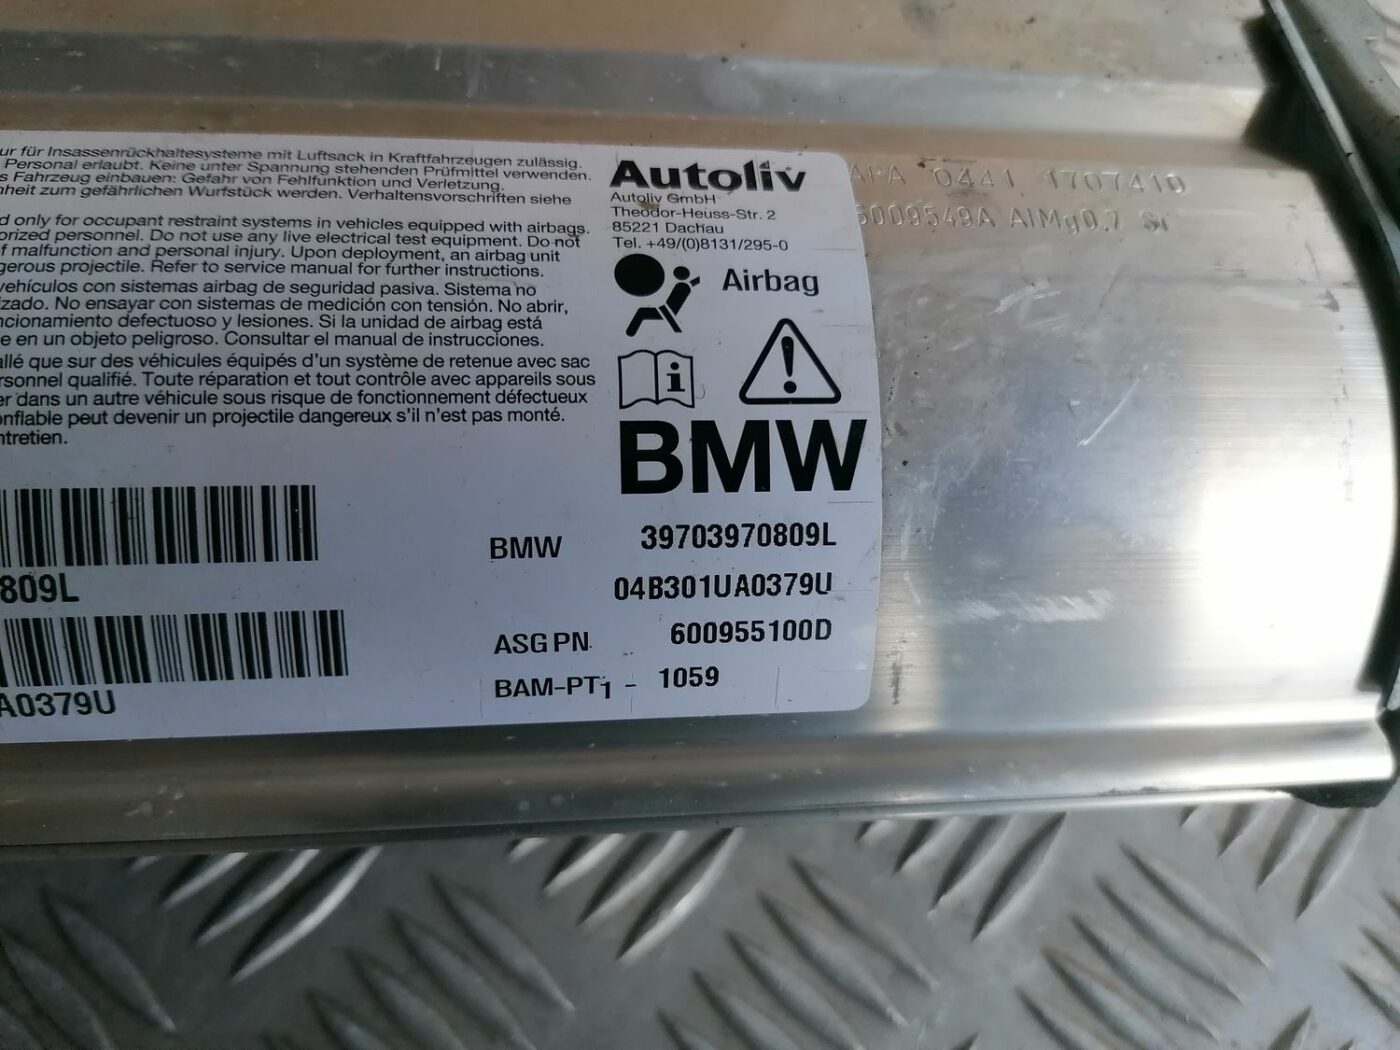 ur für Insassenrückhaltesysteme mit Luftsack in Kraftfahrzeugen zulässig.
Personal erlaubt. Keine unter Spannung stehenden Prüfmittel verwenden.
s Fahrzeug einbauen: Gefahr von Fehlfunktion und Verletzung.
nheit zum gefährlichen Wurfstück werden. Verhaltensvorschriften siehe
d only for occupant restraint systems in vehicles equipped with airbags.
orized personnel. Do not use any live electrical test equipment. Do not
f malfunction and personal injury. Upon deployment, an airbag unit
gerous projectile. Refer to service manual for further instructions.
vehículos con sistemas airbag de seguridad pasiva. Sistema no
izado. No ensayar con sistemas de medición con tensión. No abrir,
ncionamiento defectuoso y lesiones. Si la unidad de airbag está
e en un objeto peligroso. Consultar el manual de instrucciones.
allé que sur des véhicules équipés d'un système de retenue avec sac
rsonnel qualifié. Toute réparation et tout contrôle avec appareils sous
er dans un autre véhicule sous risque de fonctionnement défectueux
onflable peut devenir un projectile dangereux s'il n'est pas monté.
ntretien.
Autoliv
Autoliv GmbH
Theodor-Heuss-Str. 2
85221 Dachau
Tel. +49/(0)8131/295-0
Airbag
BMW
BMW 39703970809L
04B301UA0379U
ASG PN 600955100D
BAM-PT1 - 1059
809L
A0379U
APA 0441 1707410
6009549A AlMg0,7 Si